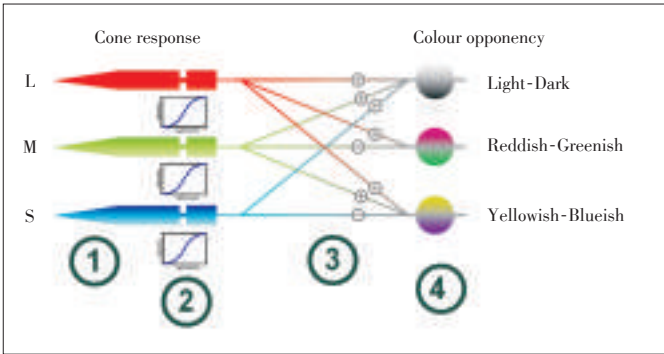 Cone response
Colour opponency
L
Light-Dark
M
Reddish-Greenish
S
Yellowish-Blueish
1
2
3
4